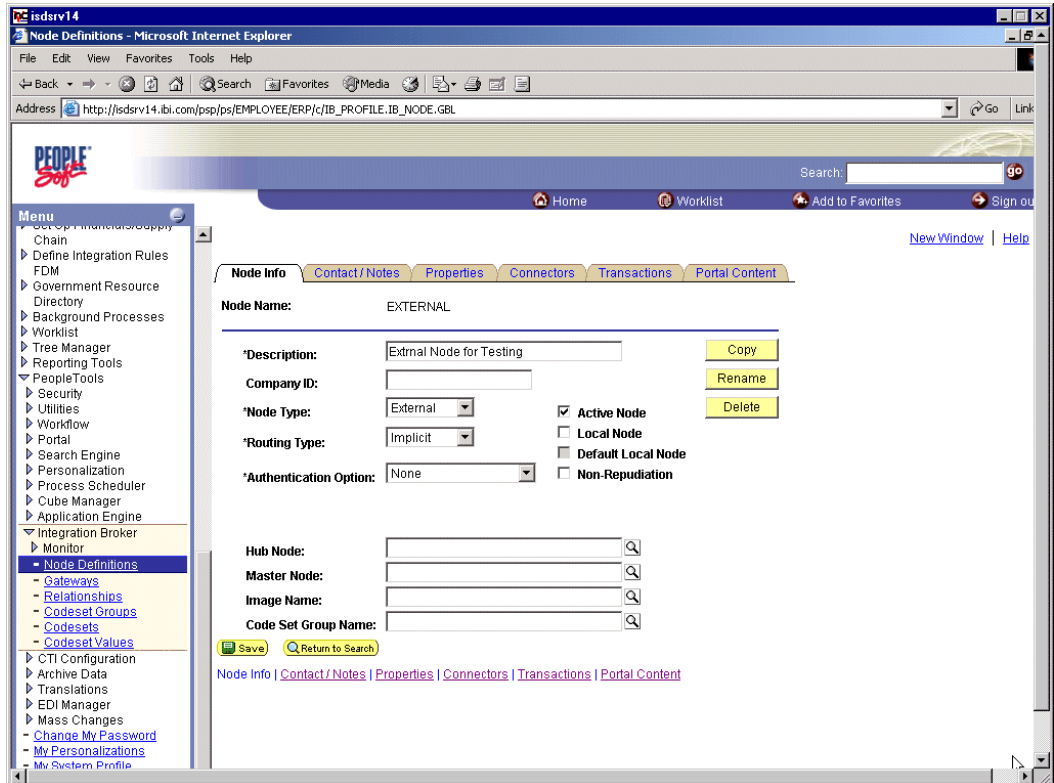 isdsrv14
Node Definitions - Microsoft Internet Explorer
File Edit View Favorites Tools Help
Back Search Favorites Media
Address http://isdsrv14.ibi.com/psp/ps/EMPLOYEE/ERP/c/IB_PROFILE.IB_NODE.GBL Go Link
PEOPLE
Soft
Search: go
Home Worklist Add to Favorites Sign ou
Menu
New Window | Help
Set Up Financials/Supply
Chain
Define Integration Rules
FDM
Government Resource
Directory
Background Processes
Worklist
Tree Manager
Reporting Tools
PeopleTools
Security
Utilities
Workflow
Portal
Search Engine
Personalization
Process Scheduler
Cube Manager
Application Engine
Integration Broker
Monitor
- Node Definitions
- Gateways
- Relationships
- Codeset Groups
- Codesets
- Codeset Values
CTI Configuration
Archive Data
Translations
EDI Manager
Mass Changes
- Change My Password
- My Personalizations
- My System Profile
Node Info Contact / Notes Properties Connectors Transactions Portal Content
Node Name: EXTERNAL
*Description: Extrnal Node for Testing Copy
Company ID: Rename
*Node Type: External Active Node Delete
Local Node
*Routing Type: Implicit
Default Local Node
*Authentication Option: None Non-Repudiation
Hub Node:
Master Node:
Image Name:
Code Set Group Name:
Save Return to Search
Node Info | Contact / Notes | Properties | Connectors | Transactions | Portal Content